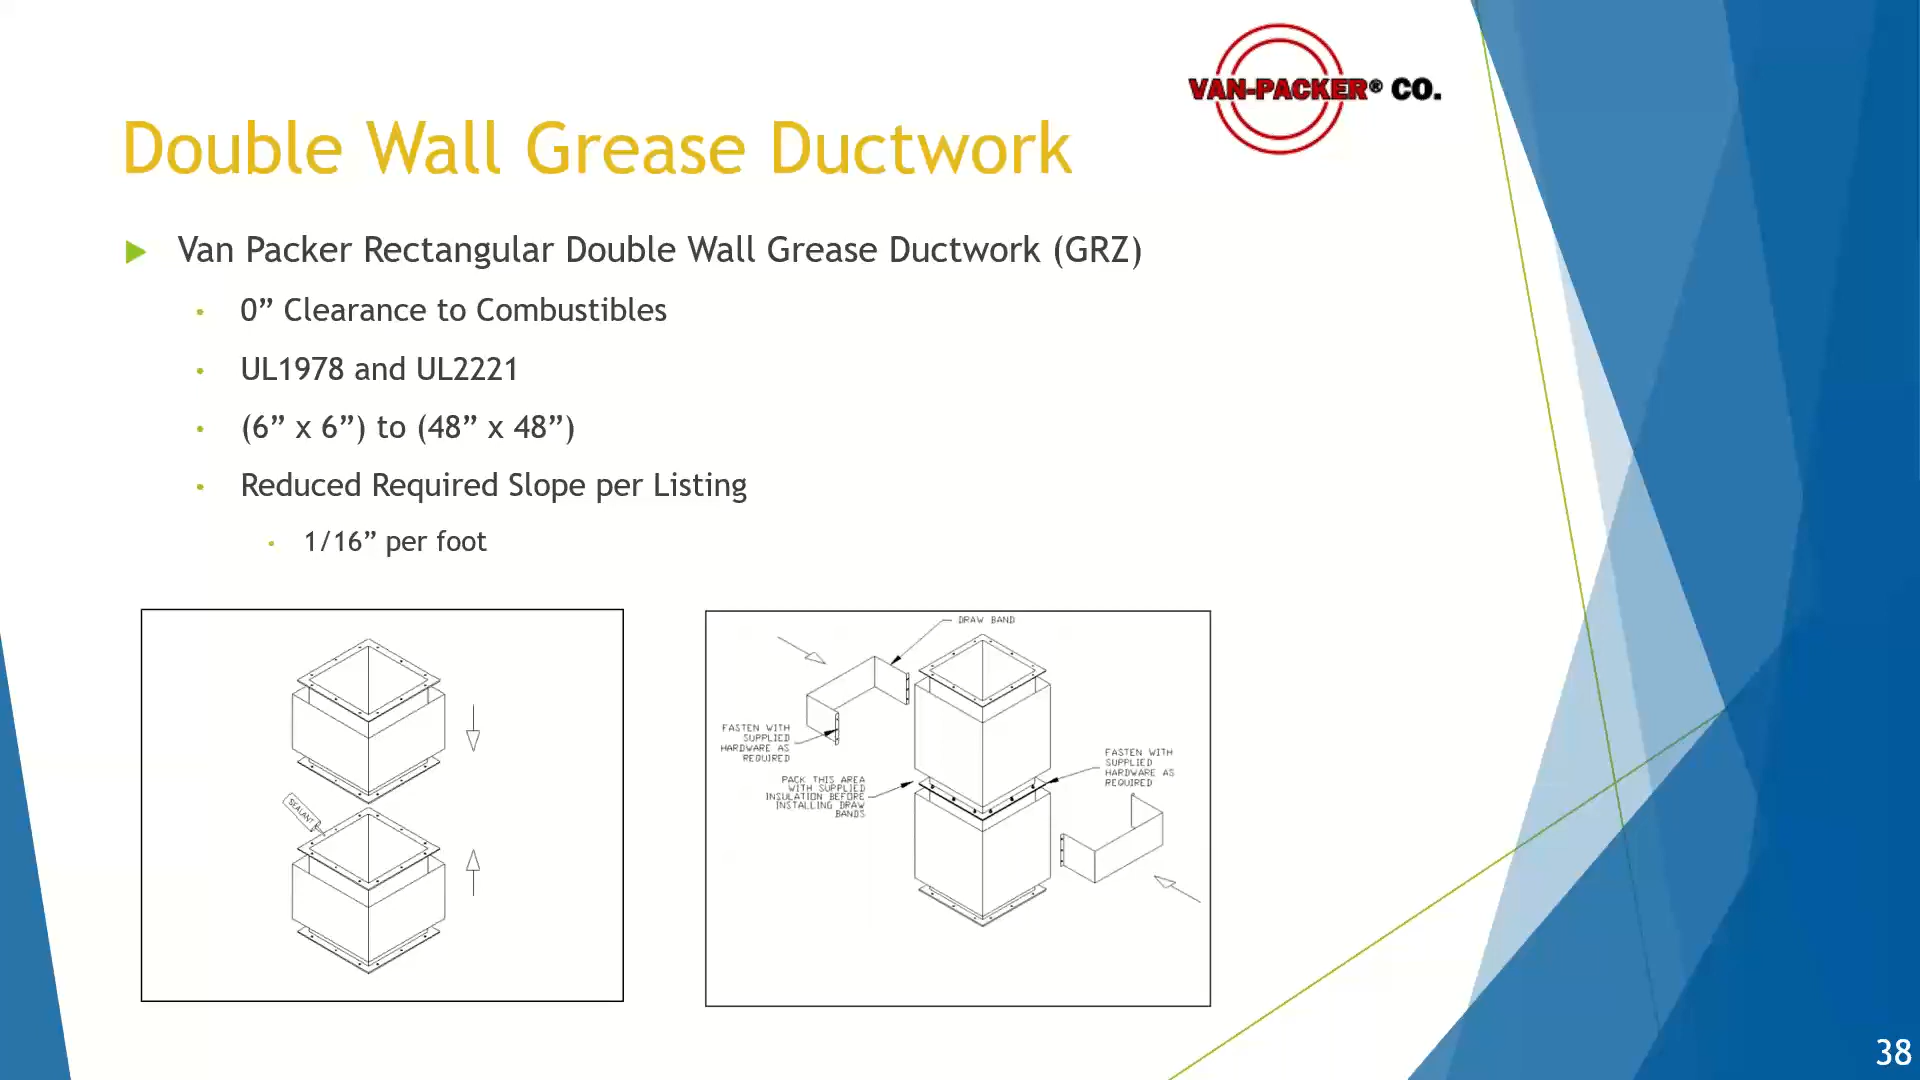 VAN-PACKER® CO.
Double Wall Grease Ductwork
Van Packer Rectangular Double Wall Grease Ductwork (GRZ)
0” Clearance to Combustibles
UL1978 and UL2221
(6” x 6”) to (48” x 48”)
Reduced Required Slope per Listing
1/16” per foot
SEALANT
DRAW BAND
FASTEN WITH
SUPPLIED
HARDWARE AS
REQUIRED
PACK THIS AREA
WITH SUPPLIED
INSULATION BEFORE
INSTALLING DRAW
BANDS
FASTEN WITH
SUPPLIED
HARDWARE AS
REQUIRED
38